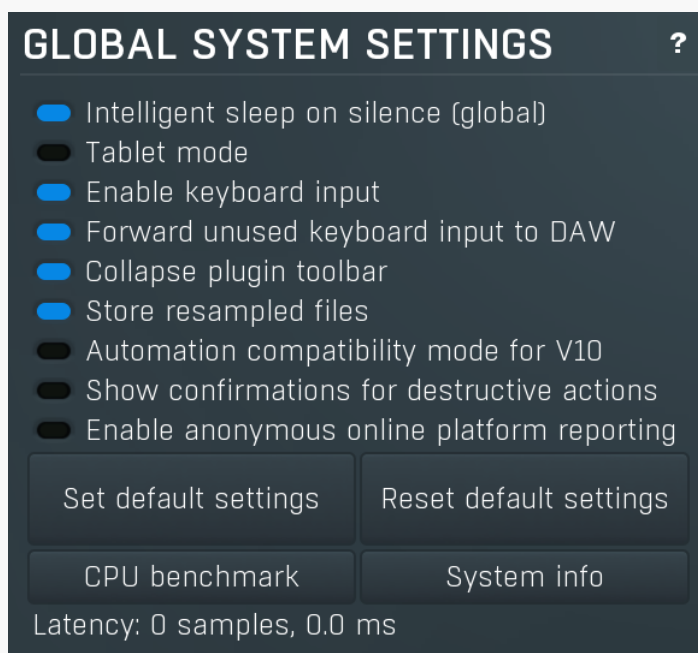 GLOBAL SYSTEM SETTINGS ?
Intelligent sleep on silence (global)
Tablet mode
Enable keyboard input
Forward unused keyboard input to DAW
Collapse plugin toolbar
Store resampled files
Automation compatibility mode for V10
Show confirmations for destructive actions
Enable anonymous online platform reporting
Set default settings Reset default settings
CPU benchmark System info
Latency: 0 samples, 0.0 ms